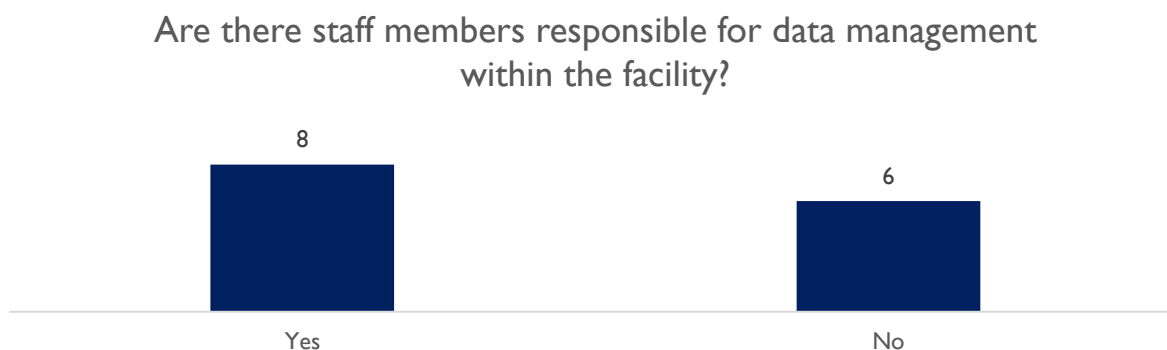 Are there staff members responsible for data management
within the facility?
8
6
Yes
No